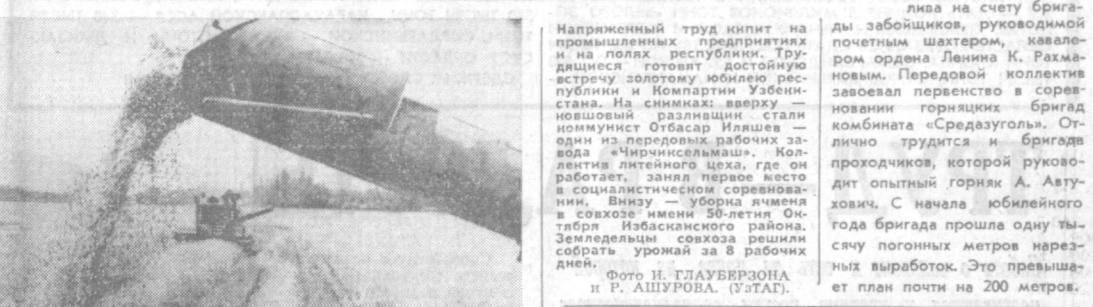 Напряженный труд кипит на
промышленных предприятиях
и на полях республики. Тру-
дящиеся готовят достойную
встречу золотому юбилею рес-
публики и Компартии Узбеки-
стана. На снимках: вверху —
ковшовый разливщик стали
коммунист Отбасар Иляшев —
один из передовых рабочих за-
вода «Чирчиксельмаш». Кол-
лектив литейного цеха, где он
работает, занял первое место
в социалистическом соревнова-
нии. Внизу — уборка ячменя
в совхозе имени 50-летия Ок-
тября Избасканского района.
Земледельцы совхоза решили
собрать урожай за 8 рабочих
дней.
Фото И. ГЛАУБЕРЗОНА
и Р. АШУРОВА. (УзТАГ).
лива на счету брига-
ды забойщиков, руководимой
почетным шахтером, кавале-
ром ордена Ленина К. Рахма-
новым. Передовой коллектив
завоевал первенство в сорев-
новании горняцких бригад
комбината «Средазуголь». От-
лично трудится и бригада
проходчиков, которой руково-
дит опытный горняк А. Авту-
хович. С начала юбилейного
года бригада прошла одну ты-
сячу погонных метров нарез-
ных выработок. Это превыша-
ет план почти на 200 метров.